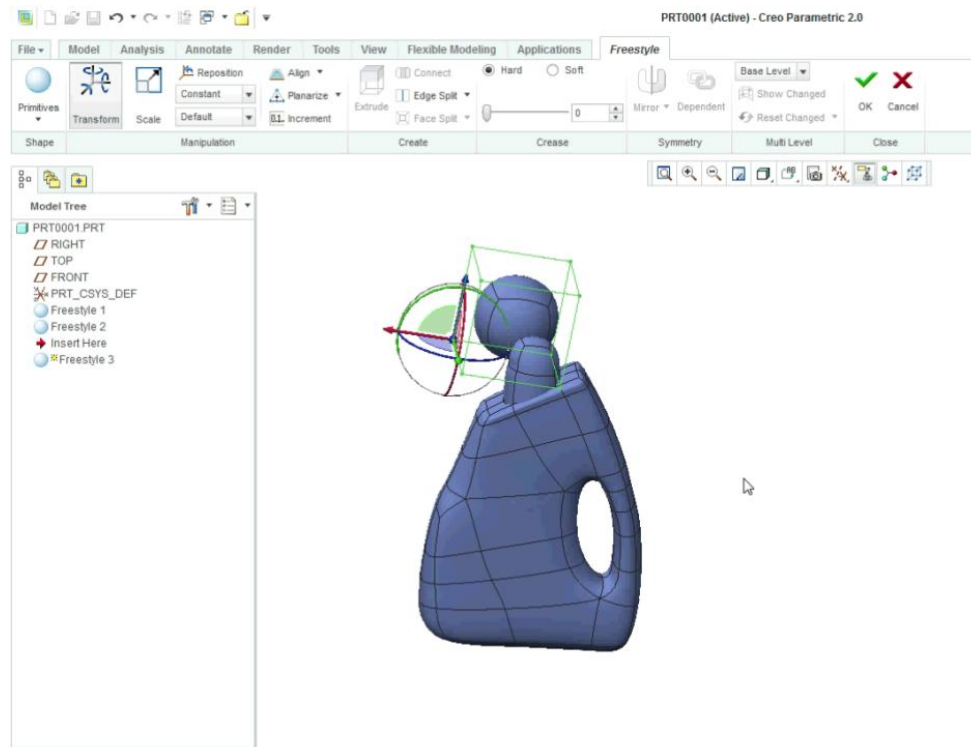 PRT0001 (Active) - Creo Parametric 2.0
File Model Analysis Annotate Render Tools View Flexible Modeling Applications Freestyle
Primitives
Transform
Scale
Reposition
Constant
Default
Align
Planarize
0.1.. Increment
Extrude
Connect
Edge Split
Face Split
Hard Soft
0
Mirror Dependent
Base Level
Show Changed
Reset Changed
OK Cancel
Shape Manipulation Create Crease Symmetry Multi Level Close
Model Tree
PRT0001.PRT
RIGHT
TOP
FRONT
PRT_CSYS_DEF
Freestyle 1
Freestyle 2
Insert Here
Freestyle 3